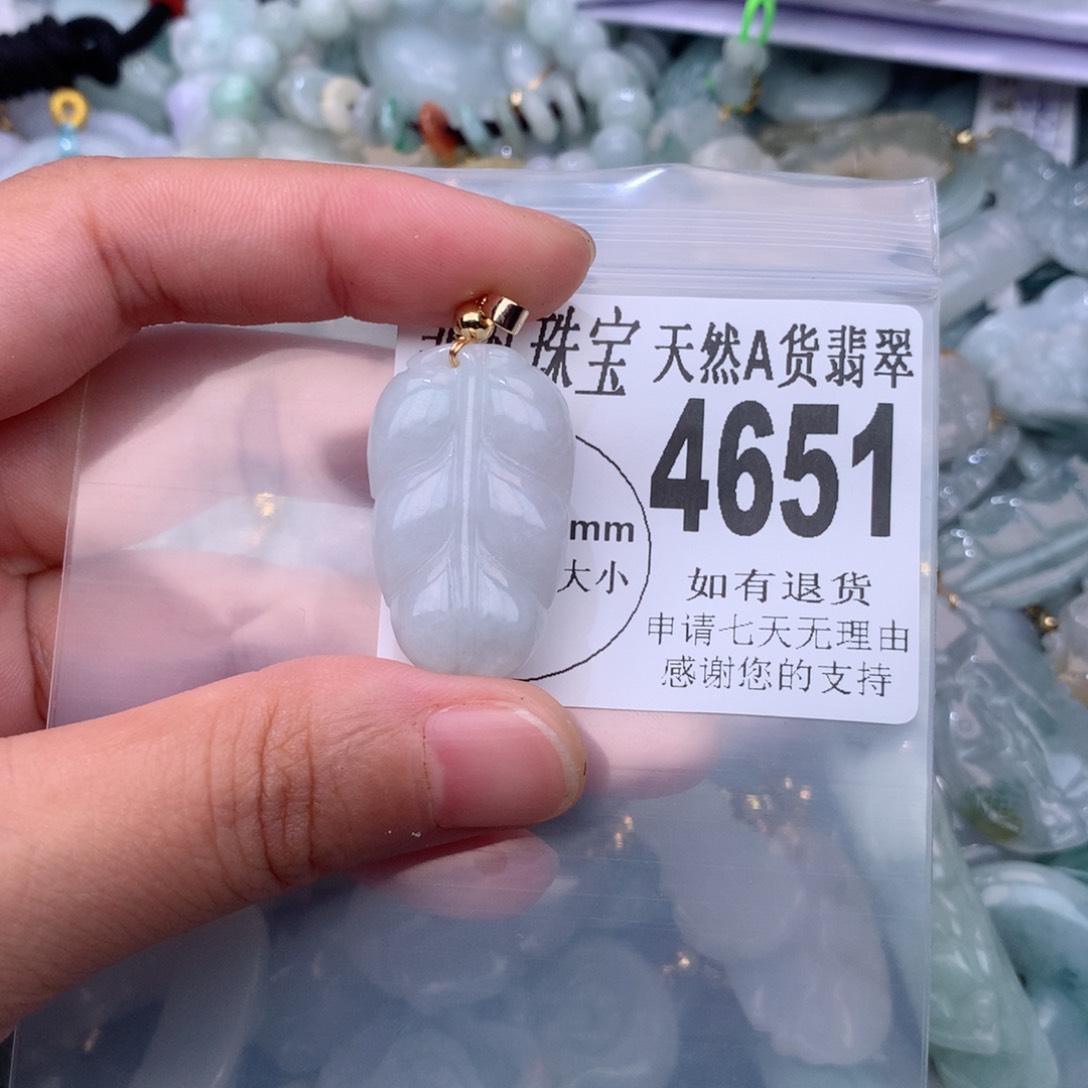 珠宝 天然A货翡翠
4651
mm
大小
如有退货
申请七天无理由
感谢您的支持